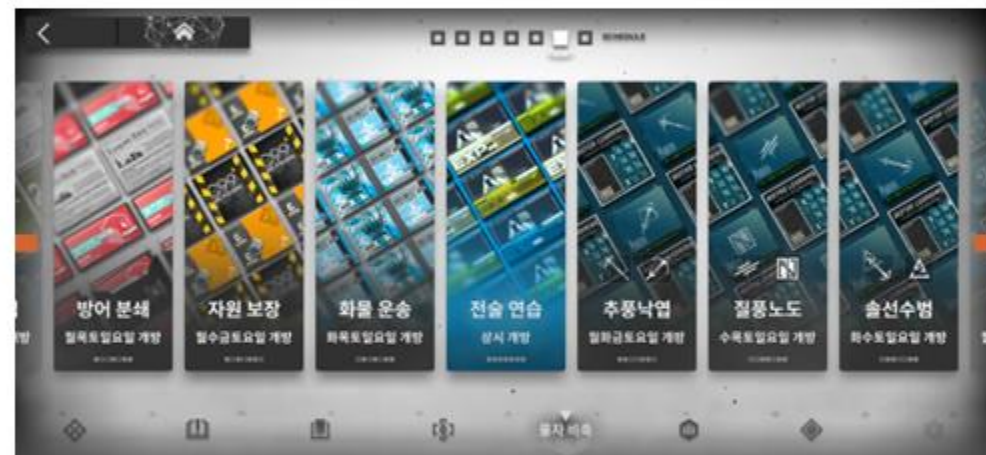 SCHEDULE
방어 분쇄
월목토일요일 개방
자원 보장
월수금토요일 개방
화물 운송
화목토일요일 개방
전술 연습
상시 개방
추풍낙엽
월화금토요일 개방
질풍노도
수목토일요일 개방
솔선수범
화수토일요일 개방
물자 비축